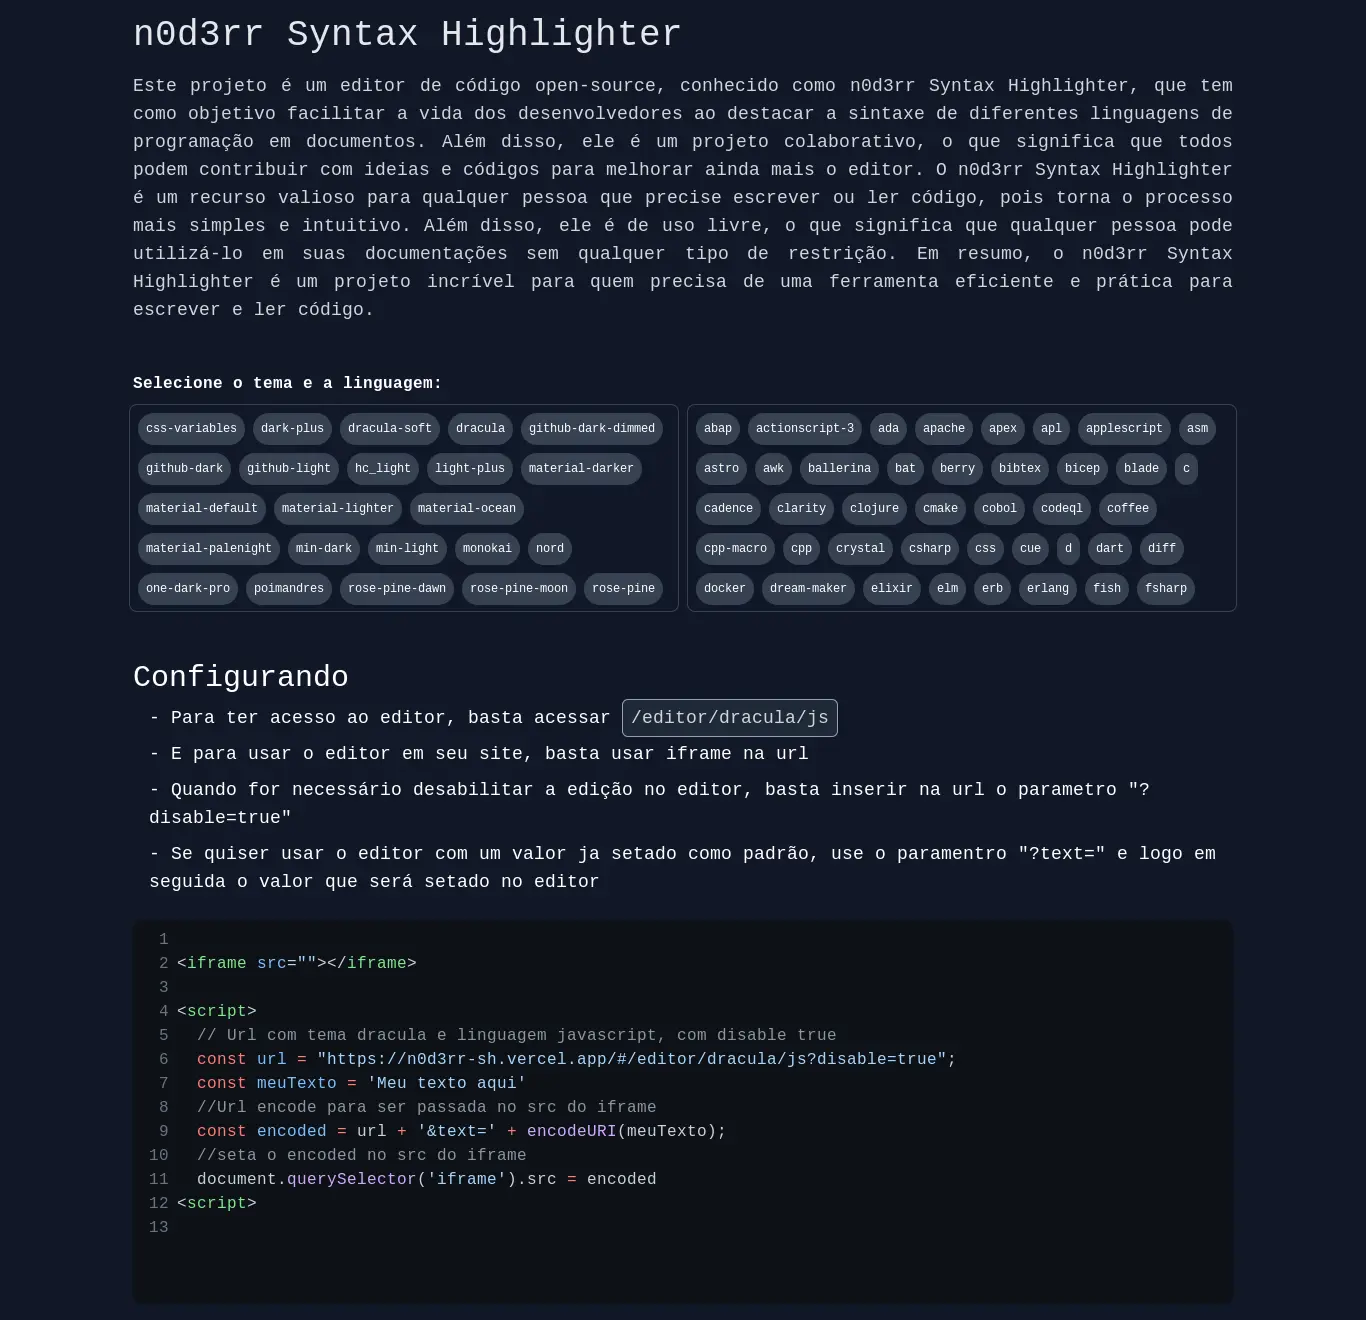 n0d3rr Syntax Highlighter
Este projeto é um editor de código open-source, conhecido como n0d3rr Syntax Highlighter, que tem
como objetivo facilitar a vida dos desenvolvedores ao destacar a sintaxe de diferentes linguagens de
programação em documentos. Além disso, ele é um projeto colaborativo, o que significa que todos
podem contribuir com ideias e códigos para melhorar ainda mais o editor. O n0d3rr Syntax Highlighter
é um recurso valioso para qualquer pessoa que precise escrever ou ler código, pois torna o processo
mais simples e intuitivo. Além disso, ele é de uso livre, o que significa que qualquer pessoa pode
utilizá-lo em suas documentações sem qualquer tipo de restrição. Em resumo, o n0d3rr Syntax
Highlighter é um projeto incrível para quem precisa de uma ferramenta eficiente e prática para
escrever e ler código.
Selecione o tema e a linguagem:
css-variables dark-plus dracula-soft dracula github-dark-dimmed
github-dark github-light hc_light light-plus material-darker
material-default material-lighter material-ocean
material-palenight min-dark min-light monokai nord
one-dark-pro poimandres rose-pine-dawn rose-pine-moon rose-pine
abap actionscript-3 ada apache apex apl applescript asm
astro awk ballerina bat berry bibtex bicep blade c
cadence clarity clojure cmake cobol codeql coffee
cpp-macro cpp crystal csharp css cue d dart diff
docker dream-maker elixir elm erb erlang fish fsharp
Configurando
- Para ter acesso ao editor, basta acessar /editor/dracula/js
- E para usar o editor em seu site, basta usar iframe na url
- Quando for necessário desabilitar a edição no editor, basta inserir na url o parametro "?
disable=true"
- Se quiser usar o editor com um valor ja setado como padrão, use o paramentro "?text=" e logo em
seguida o valor que será setado no editor
1
2 <iframe src=""></iframe>
3
4 <script>
5 // Url com tema dracula e linguagem javascript, com disable true
6 const url = "https://n0d3rr-sh.vercel.app/#/editor/dracula/js?disable=true";
7 const meuTexto = 'Meu texto aqui'
8 //Url encode para ser passada no src do iframe
9 const encoded = url + '&text=' + encodeURI(meuTexto);
10 //seta o encoded no src do iframe
11 document.querySelector('iframe').src = encoded
12 <script>
13